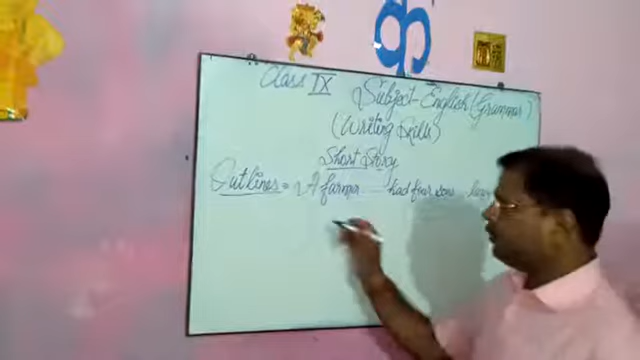 Class IX Subject-English (Grammar)
(Writing Skills)
Short Story
Outlines = A farmer .... had four sons ...
क